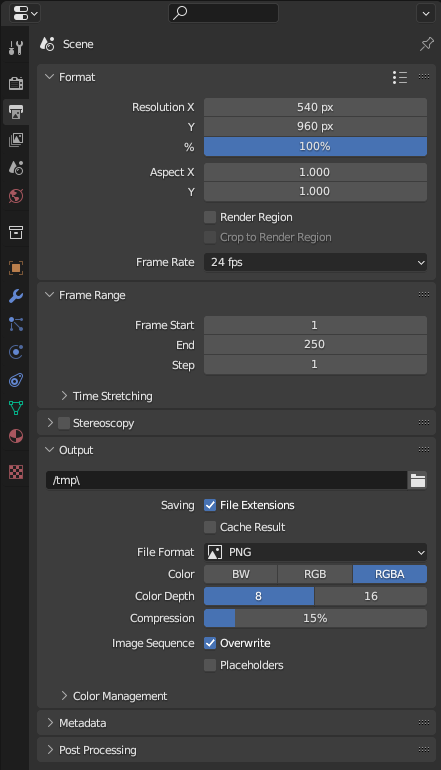 Scene
Format
Resolution X 540 px
Y 960 px
% 100%
Aspect X 1.000
Y 1.000
Render Region
Crop to Render Region
Frame Rate 24 fps
Frame Range
Frame Start 1
End 250
Step 1
Time Stretching
Stereoscopy
Output
/tmp\
Saving File Extensions
Cache Result
File Format PNG
Color BW RGB RGBA
Color Depth 8 16
Compression 15%
Image Sequence Overwrite
Placeholders
Color Management
Metadata
Post Processing